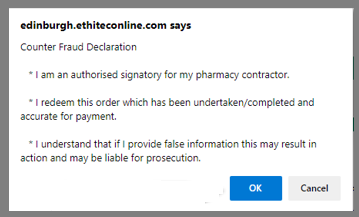 edinburgh.ethiteconline.com says
Counter Fraud Declaration
* I am an authorised signatory for my pharmacy contractor.
* I redeem this order which has been undertaken/completed and
accurate for payment.
* I understand that if I provide false information this may result in
action and may be liable for prosecution.
OK Cancel